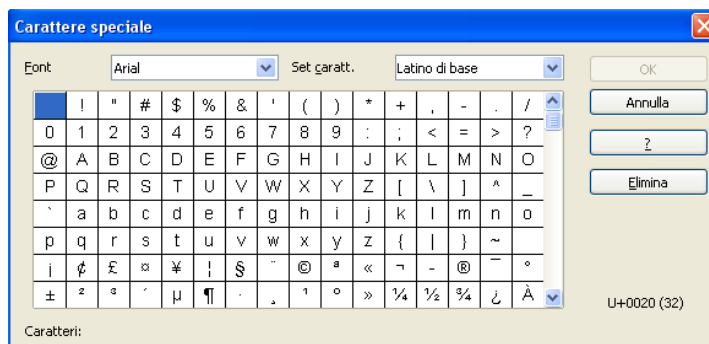 Carattere speciale
Font Arial Set caratt. Latino di base OK
! " # $ % & ' ( ) * + , - . / Annulla
0 1 2 3 4 5 6 7 8 9 : ; < = > ? ?
@ A B C D E F G H I J K L M N O
P Q R S T U V W X Y Z [ \ ] ^ _ Elimina
` a b c d e f g h i j k l m n o
p q r s t u v w x y z { | } ~
¡ ¢ £ ¤ ¥ ¦ § ¨ © ª « ¬ - ® ¯ °
± ² ³ ´ µ ¶ · ¸ ¹ º » ¼ ½ ¾ ¿ À U+0020 (32)
Caratteri: